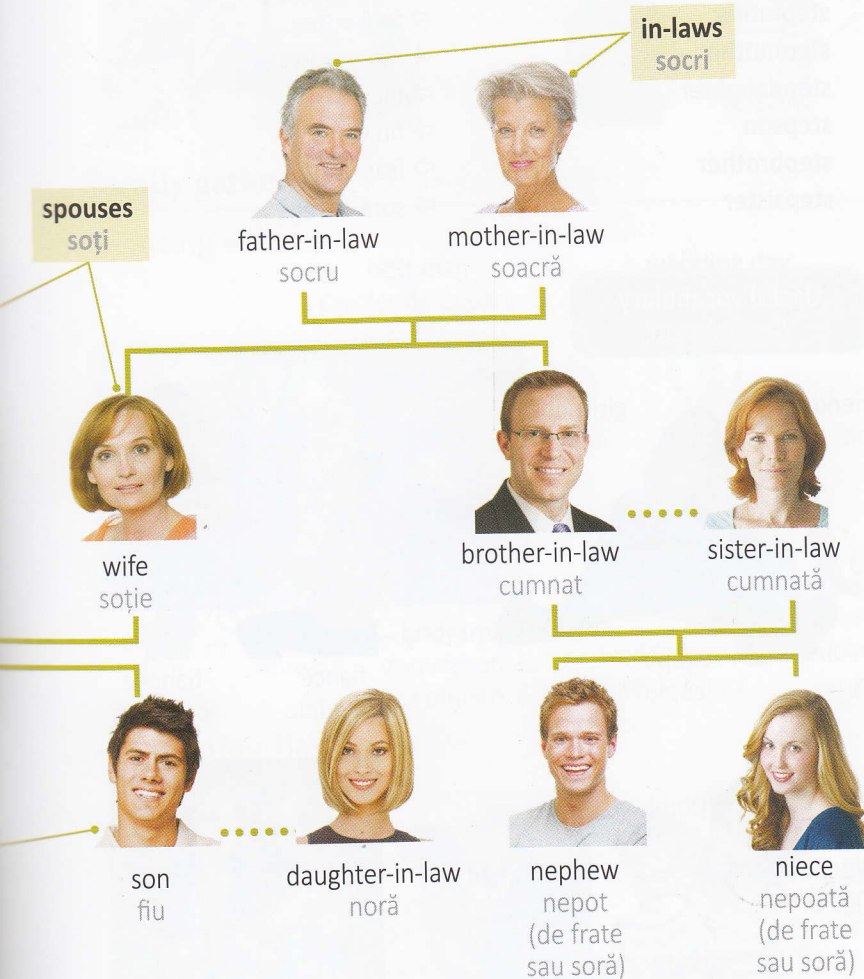 in-laws
socri
spouses
soți
father-in-law
socru
mother-in-law
soacră
wife
soție
brother-in-law
cumnat
sister-in-law
cumnată
son
fiu
daughter-in-law
noră
nephew
nepot
(de frate
sau soră)
niece
nepoată
(de frate
sau soră)